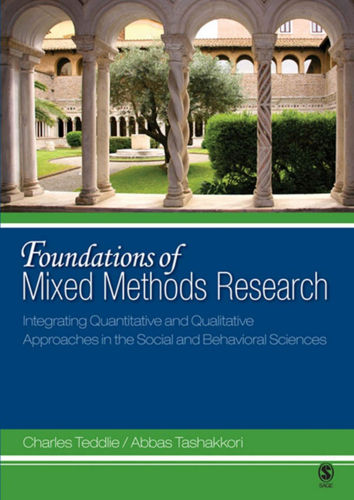 Foundations of
Mixed Methods Research
Integrating Quantitative and Qualitative
Approaches in the Social and Behavioral Sciences
Charles Teddlie / Abbas Tashakkori
S
SAGE